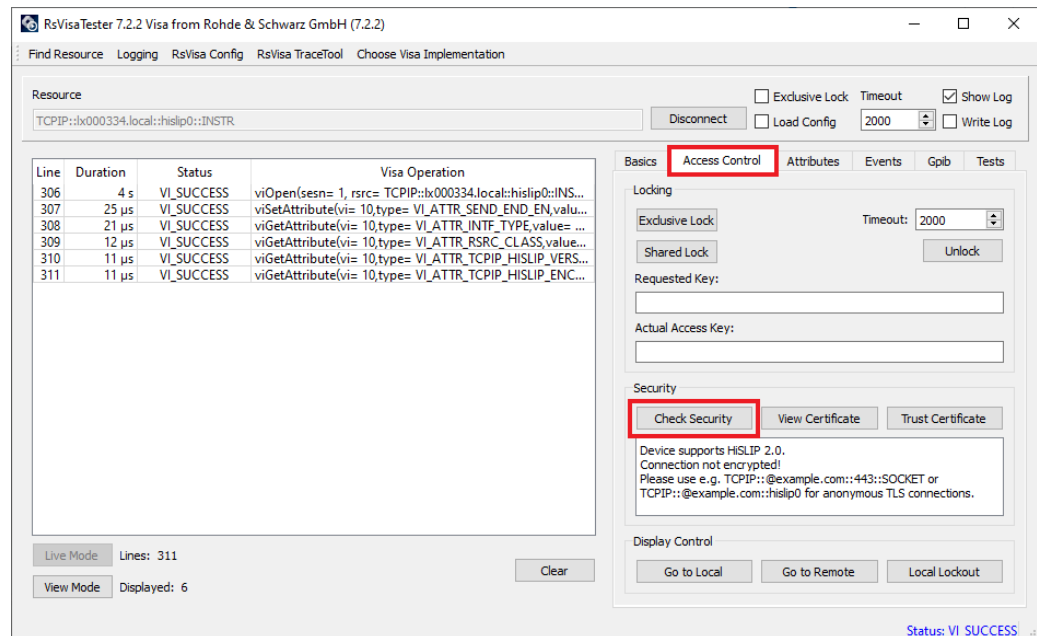 RsVisaTester 7.2.2 Visa from Rohde & Schwarz GmbH (7.2.2)
Find Resource Logging RsVisa Config RsVisa TraceTool Choose Visa Implementation
Resource
TCPIP::lx000334.local::hislip0::INSTR
Disconnect
Exclusive Lock
Load Config
Timeout
2000
Show Log
Write Log
Line Duration Status Visa Operation
306 4 s VI_SUCCESS viOpen(sesn= 1, rsrc= TCPIP::lx000334.local::hislip0::INS...
307 25 µs VI_SUCCESS viSetAttribute(vi= 10,type= VI_ATTR_SEND_END_EN,valu...
308 21 µs VI_SUCCESS viGetAttribute(vi= 10,type= VI_ATTR_INTF_TYPE,value= ...
309 12 µs VI_SUCCESS viGetAttribute(vi= 10,type= VI_ATTR_RSRC_CLASS,value...
310 11 µs VI_SUCCESS viGetAttribute(vi= 10,type= VI_ATTR_TCPIP_HISLIP_VERS...
311 11 µs VI_SUCCESS viGetAttribute(vi= 10,type= VI_ATTR_TCPIP_HISLIP_ENC...
Live Mode Lines: 311
View Mode Displayed: 6
Clear
Basics Access Control Attributes Events Gpib Tests
Locking
Exclusive Lock Timeout: 2000
Shared Lock Unlock
Requested Key:
Actual Access Key:
Security
Check Security View Certificate Trust Certificate
Device supports HiSLIP 2.0.
Connection not encrypted!
Please use e.g. TCPIP::@example.com::443::SOCKET or
TCPIP::@example.com::hislip0 for anonymous TLS connections.
Display Control
Go to Local Go to Remote Local Lockout
Status: VI_SUCCESS